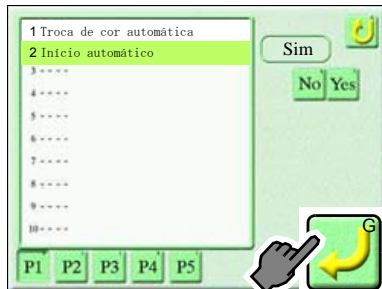 1 Troca de cor automática
2 Início automático
3 ----
4 ----
5 ----
6 ----
7 ----
8 ----
9 ----
10 ----
Sim
No Yes
G
P1 P2 P3 P4 P5